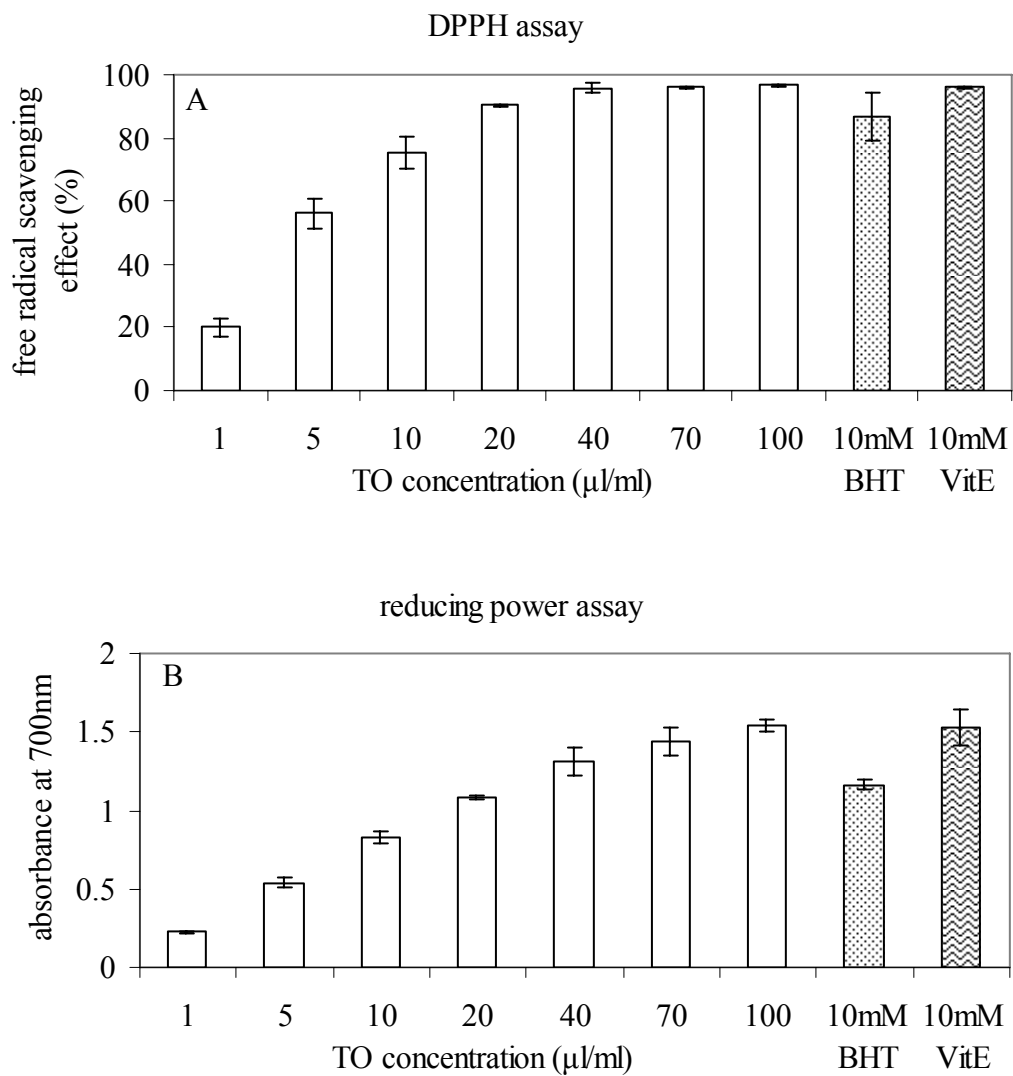 DPPH assay
A
free radical scavenging
effect (%)
100
80
60
40
20
0
1 5 10 20 40 70 100 10mM 10mM
TO concentration (µl/ml) BHT VitE
reducing power assay
B
absorbance at 700nm
2
1.5
1
0.5
0
1 5 10 20 40 70 100 10mM 10mM
TO concentration (µl/ml) BHT VitE